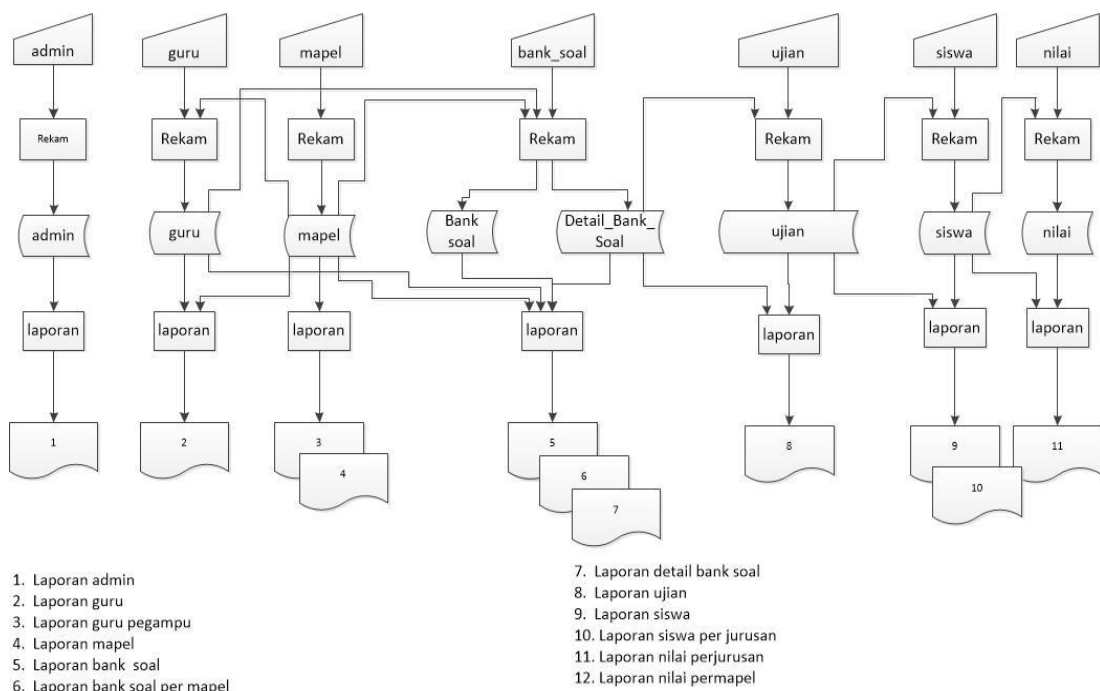 admin
guru
mapel
bank_soal
ujian
siswa
nilai
Rekam
Rekam
Rekam
Rekam
Rekam
Rekam
Rekam
admin
guru
mapel
Bank
soal
Detail_Bank_
Soal
ujian
siswa
nilai
laporan
laporan
laporan
laporan
laporan
laporan
laporan
1
2
3
4
5
6
7
8
9
10
11
1. Laporan admin
2. Laporan guru
3. Laporan guru pegampu
4. Laporan mapel
5. Laporan bank soal
6. Laporan bank soal per mapel
7. Laporan detail bank soal
8. Laporan ujian
9. Laporan siswa
10. Laporan siswa per jurusan
11. Laporan nilai perjurusan
12. Laporan nilai permapel